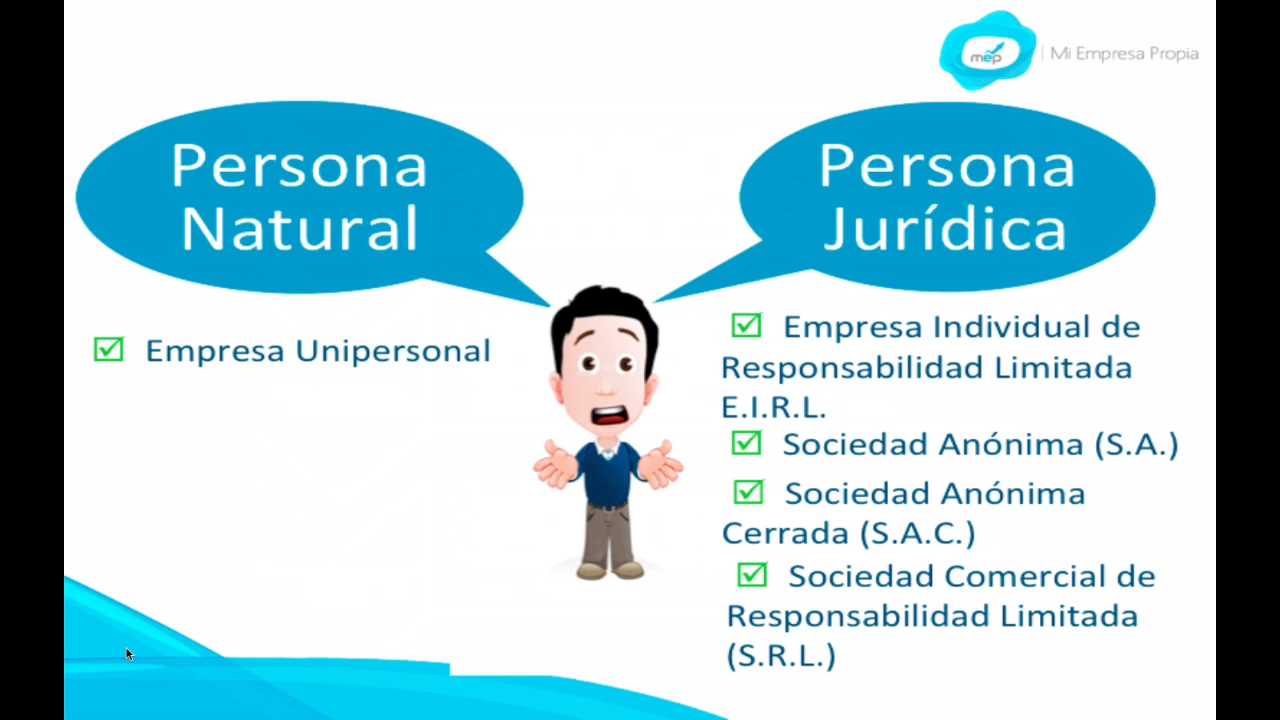 mep
Mi Empresa Propia
Persona
Natural
Empresa Unipersonal
Persona
Jurídica
Empresa Individual de
Responsabilidad Limitada
E.I.R.L.
Sociedad Anónima (S.A.)
Sociedad Anónima
Cerrada (S.A.C.)
Sociedad Comercial de
Responsabilidad Limitada
(S.R.L.)